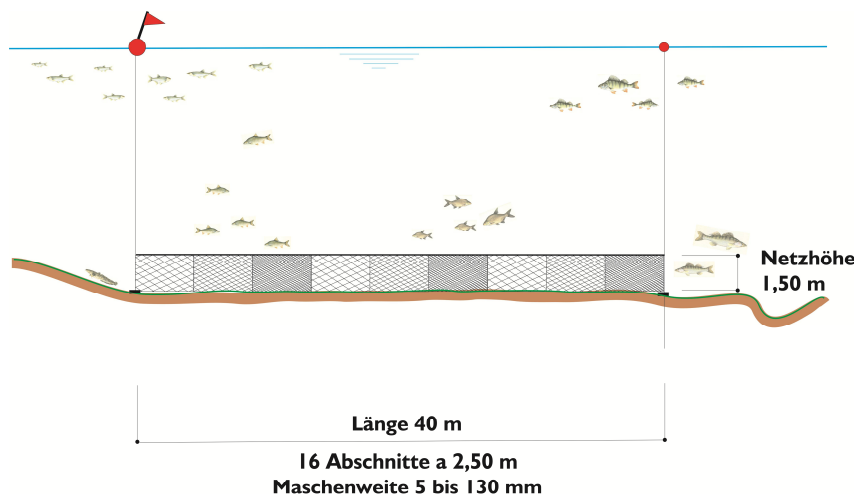 Netzhöhe
1,50 m
Länge 40 m
16 Abschnitte a 2,50 m
Maschenweite 5 bis 130 mm